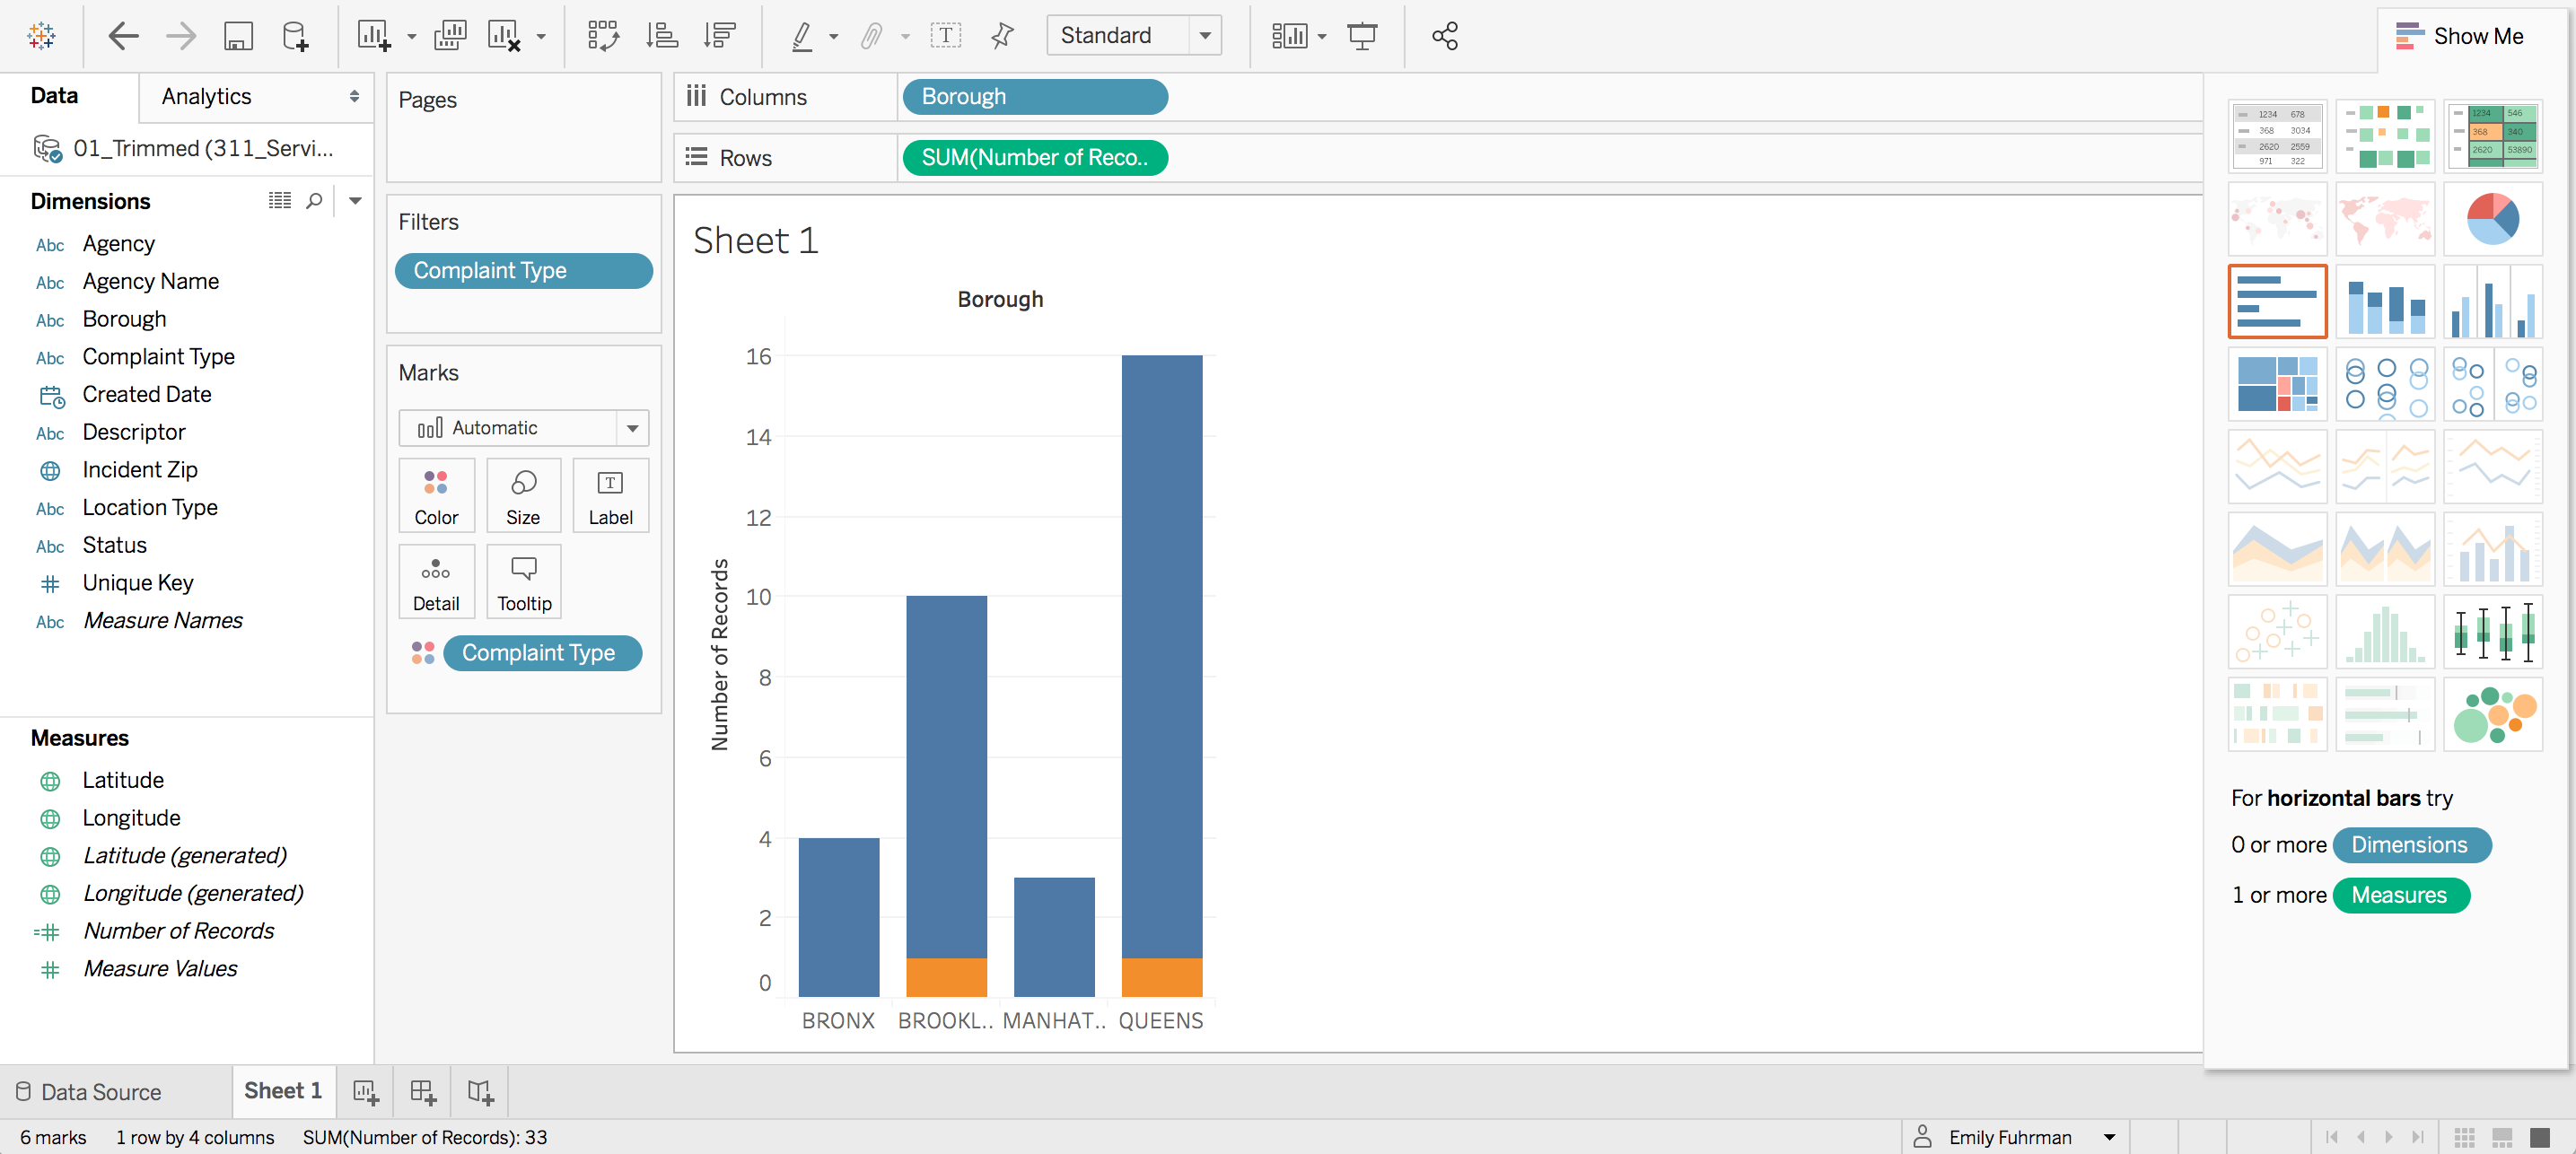 Standard
Show Me
Data
Analytics
01_Trimmed (311_Servi...
Dimensions
Abc Agency
Abc Agency Name
Abc Borough
Abc Complaint Type
Created Date
Abc Descriptor
Incident Zip
Abc Location Type
Abc Status
Unique Key
Abc Measure Names
Measures
Latitude
Longitude
Latitude (generated)
Longitude (generated)
Number of Records
Measure Values
Pages
Filters
Complaint Type
Marks
Automatic
Color
Size
T
Label
Detail
Tooltip
Complaint Type
Columns
Borough
Rows
SUM(Number of Reco..
Sheet 1
Borough
Number of Records
16
14
12
10
8
6
4
2
0
BRONX
BROOKL..
MANHAT..
QUEENS
1234 678
368 3034
2620 2559
971 322
1234 546
368 340
2620 53890
For horizontal bars try
0 or more Dimensions
1 or more Measures
Data Source
Sheet 1
6 marks
1 row by 4 columns
SUM(Number of Records): 33
Emily Fuhrman